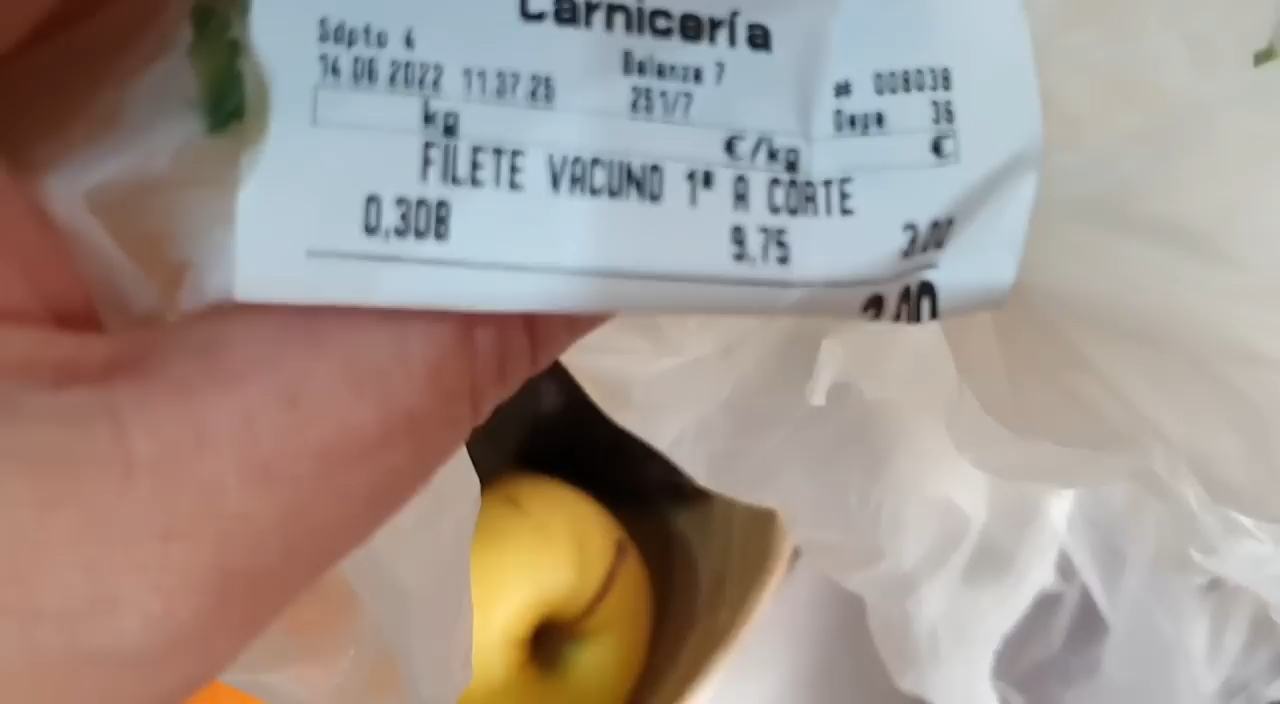 Carnicería
Sdpto 4
14.06.2022 11.37.25 Balanza 7 # 008038
251/7 Depe 36
kg €/kg €
FILETE VACUNO 1ª A CORTE
0,308 9,75 3,00
3,00